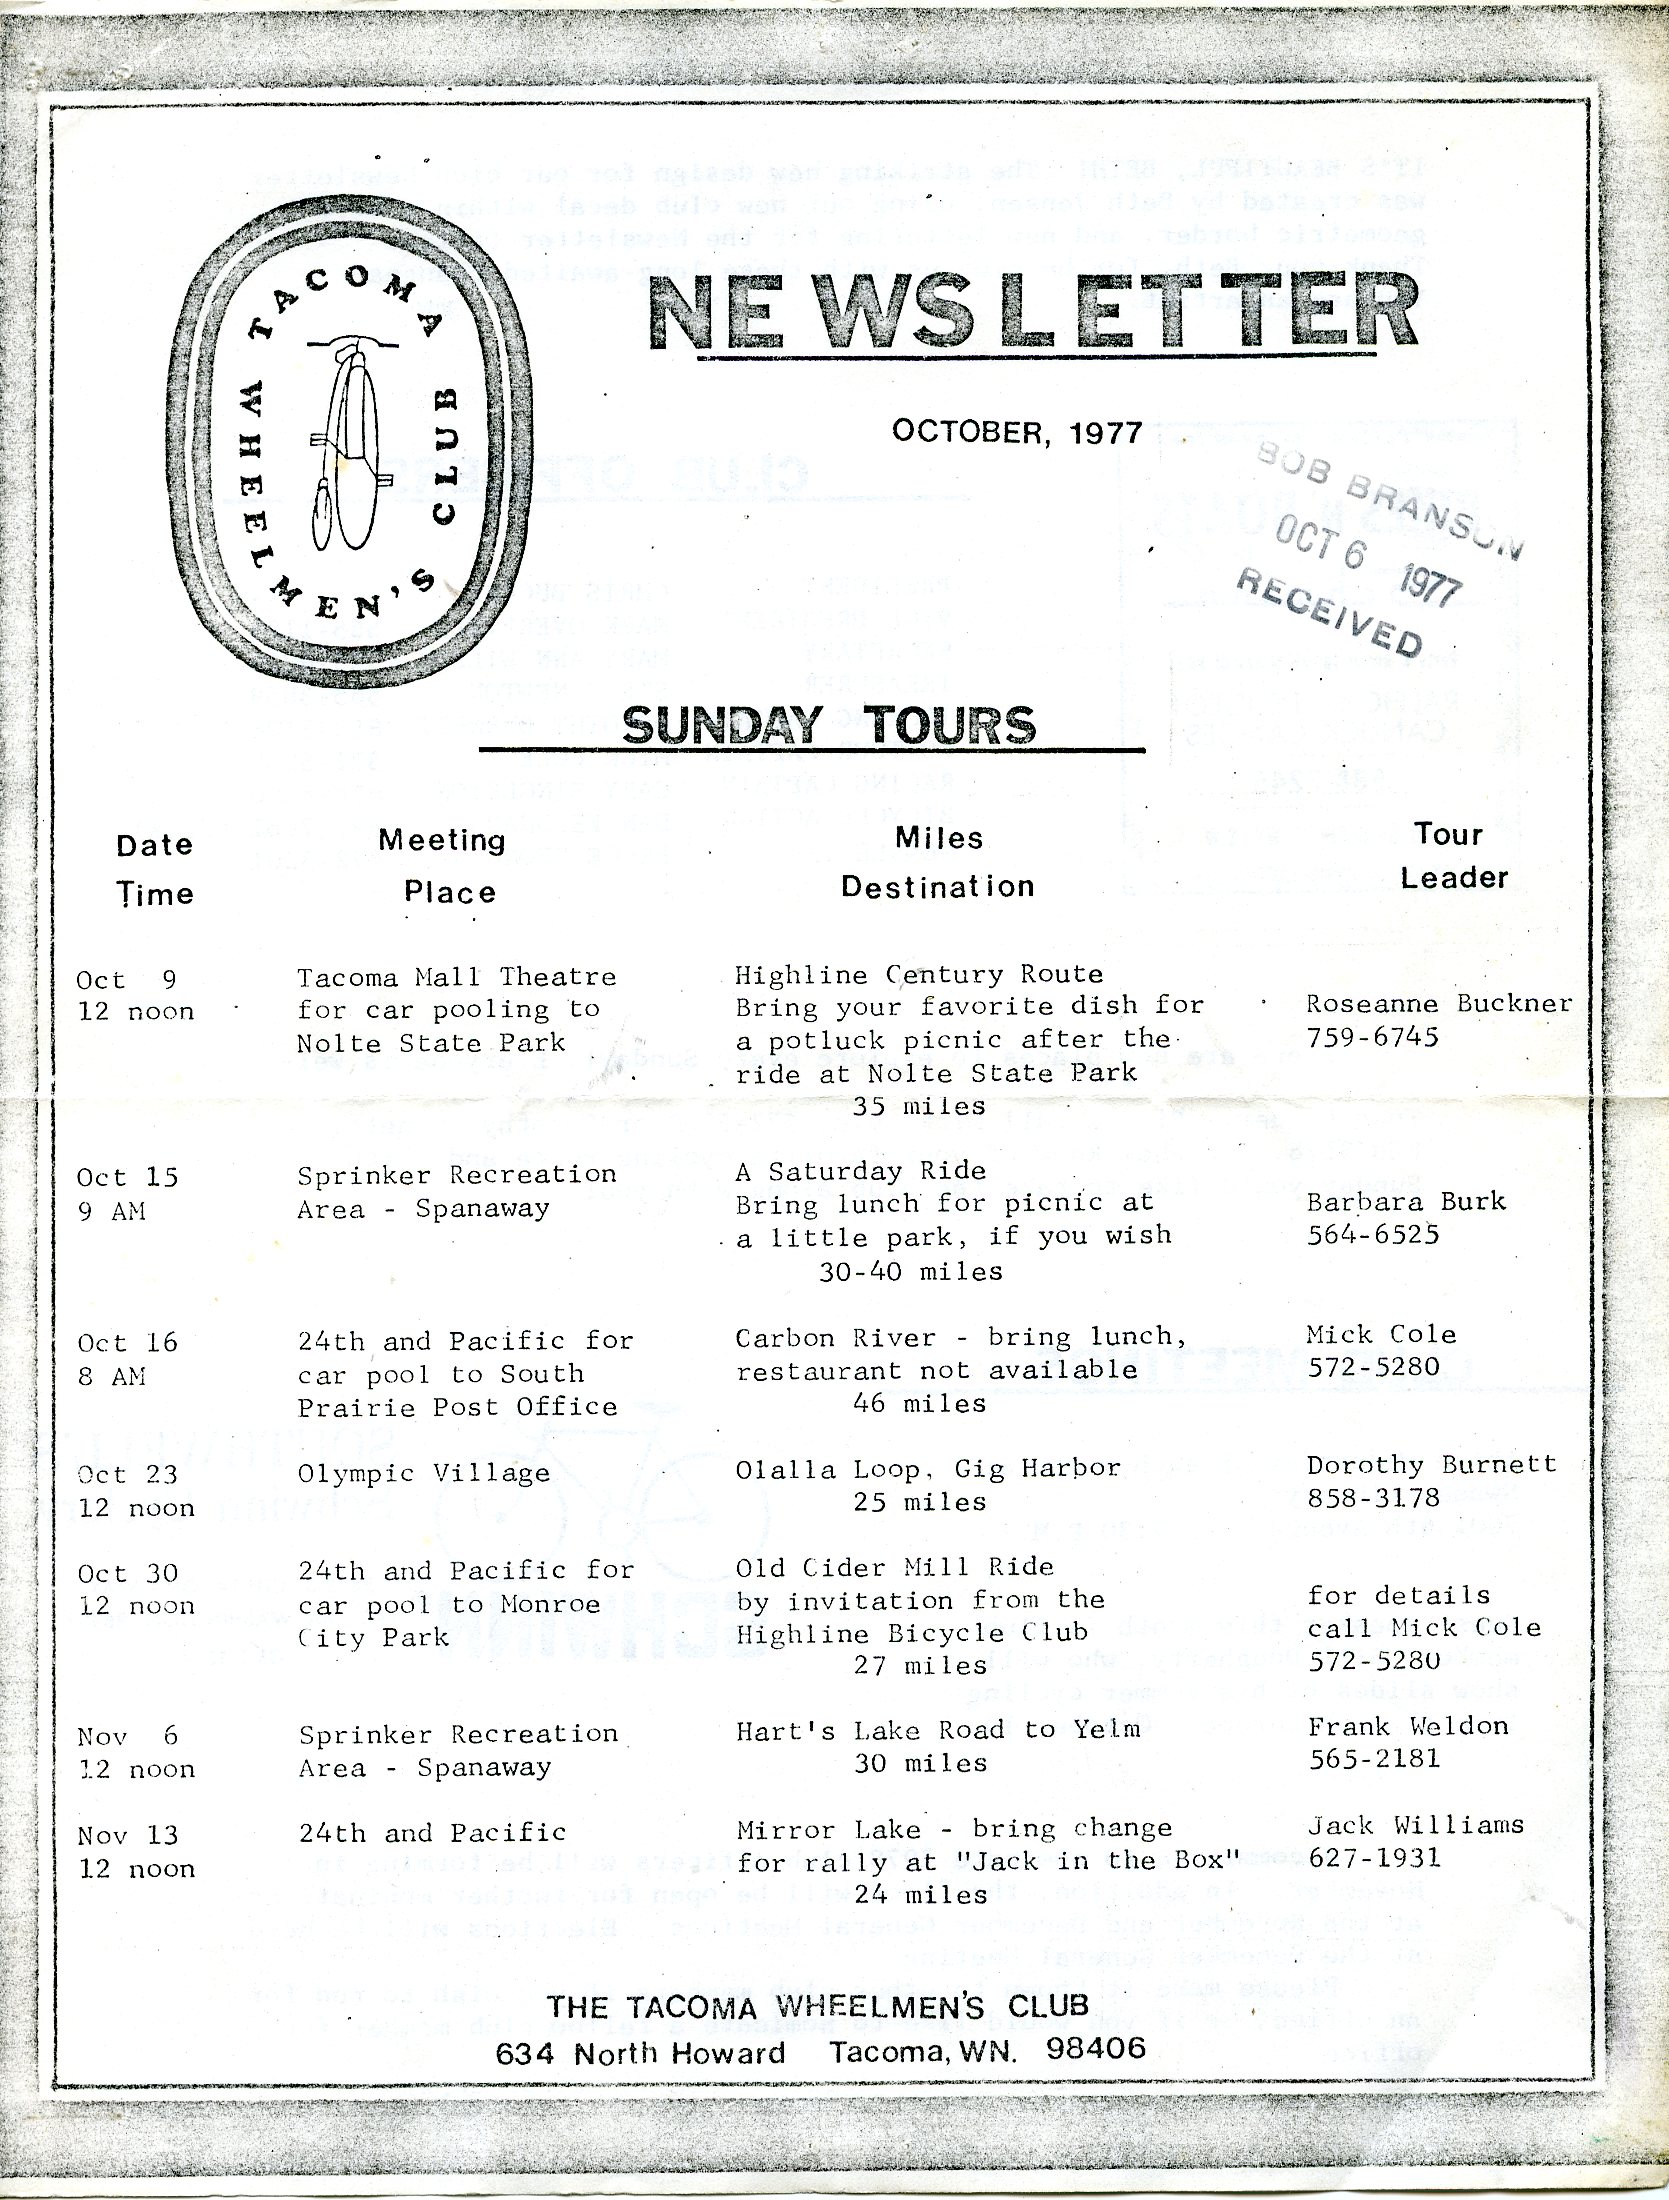 TACOMA WHEELMEN'S CLUB
NEWSLETTER
OCTOBER, 1977
BOB BRANSON
OCT 6 1977
RECEIVED
SUNDAY TOURS
Date Meeting Miles Tour
Time Place Destination Leader
Oct 9 Tacoma Mall Theatre Highline Century Route
12 noon for car pooling to Bring your favorite dish for Roseanne Buckner
Nolte State Park a potluck picnic after the 759-6745
ride at Nolte State Park
35 miles
Oct 15 Sprinker Recreation A Saturday Ride
9 AM Area - Spanaway Bring lunch for picnic at Barbara Burk
a little park, if you wish 564-6525
30-40 miles
Oct 16 24th and Pacific for Carbon River - bring lunch, Mick Cole
8 AM car pool to South restaurant not available 572-5280
Prairie Post Office 46 miles
Oct 23 Olympic Village Olalla Loop, Gig Harbor Dorothy Burnett
12 noon 25 miles 858-3178
Oct 30 24th and Pacific for Old Cider Mill Ride
12 noon car pool to Monroe by invitation from the for details
City Park Highline Bicycle Club call Mick Cole
27 miles 572-5280
Nov 6 Sprinker Recreation Hart's Lake Road to Yelm Frank Weldon
12 noon Area - Spanaway 30 miles 565-2181
Nov 13 24th and Pacific Mirror Lake - bring change Jack Williams
12 noon for rally at "Jack in the Box" 627-1931
24 miles
THE TACOMA WHEELMEN'S CLUB
634 North Howard Tacoma, WN. 98406